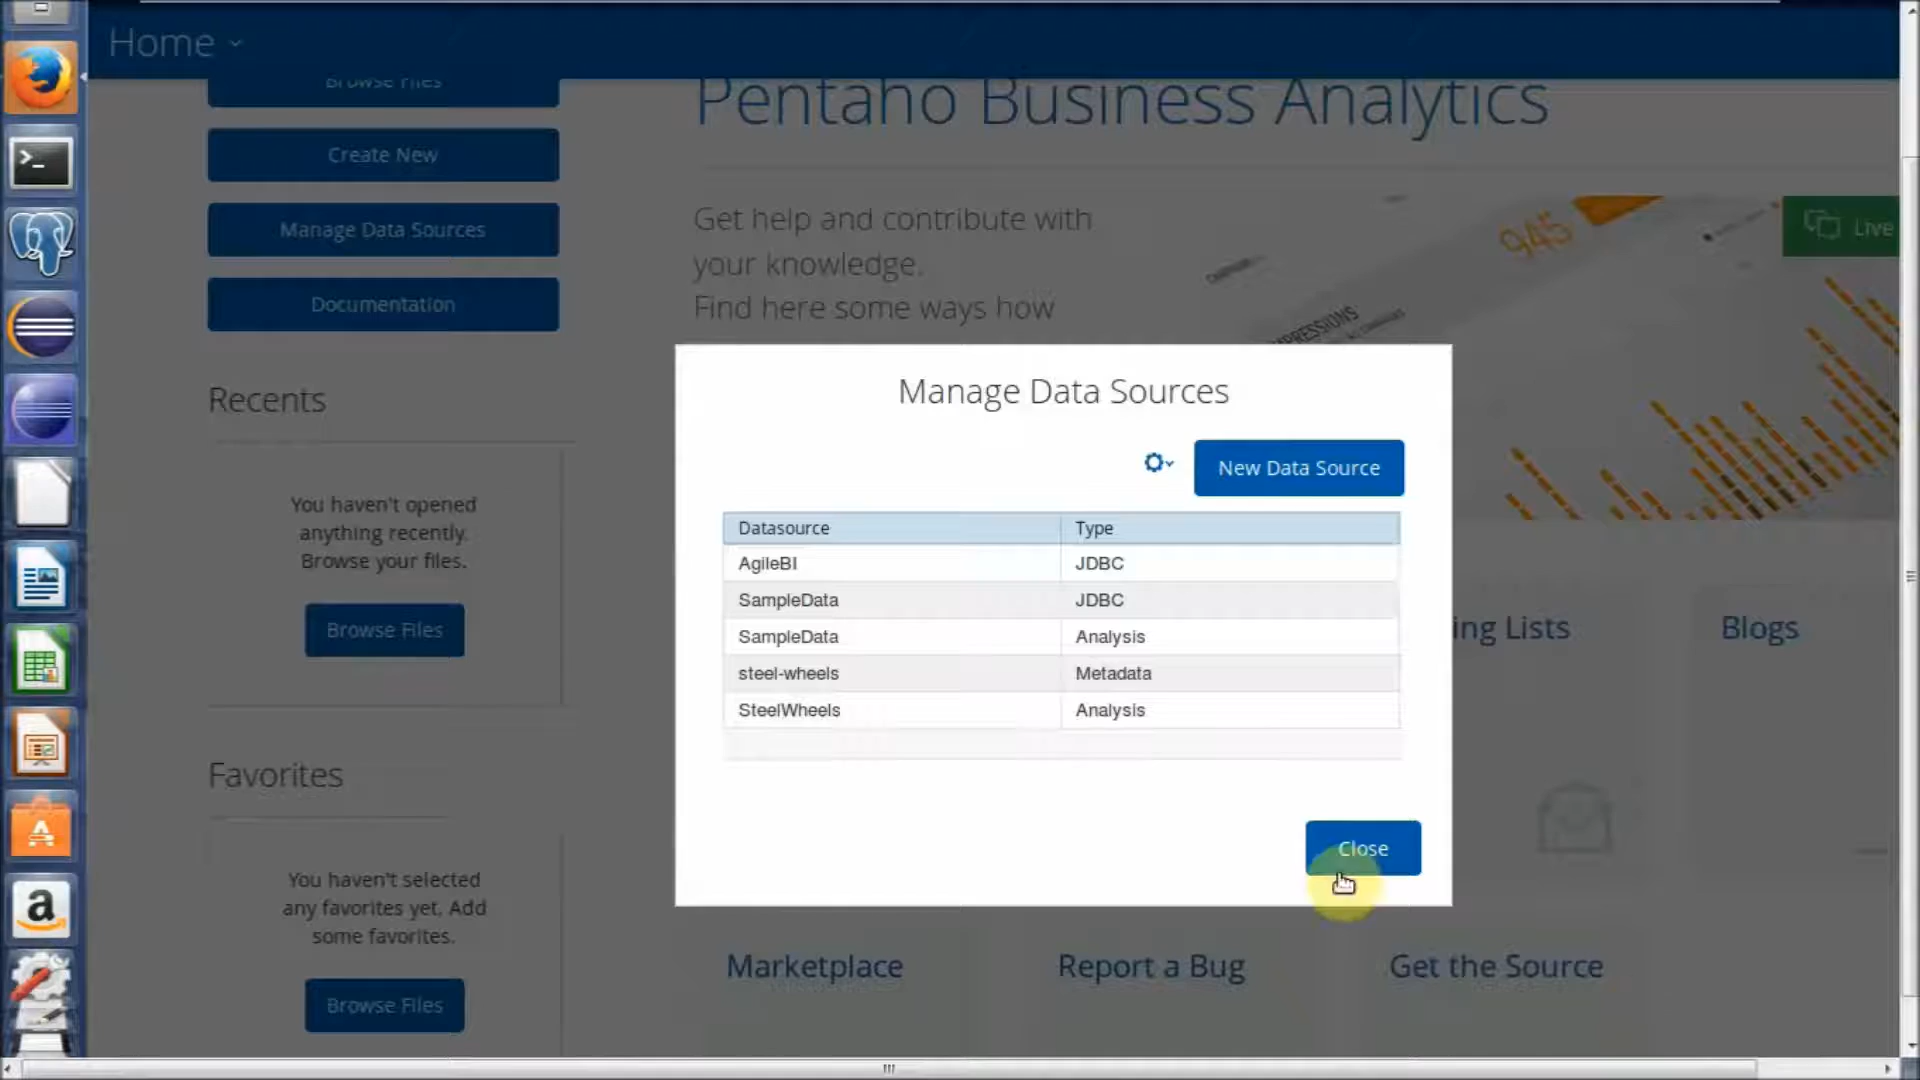 Home
Browse Files
Pentaho Business Analytics
Create New
Manage Data Sources
Documentation
Get help and contribute with
your knowledge.
Find here some ways how
945
Live
Recents
You haven't opened
anything recently.
Browse your files.
Browse Files
Manage Data Sources
New Data Source
Datasource Type
AgileBI JDBC
SampleData JDBC
SampleData Analysis
steel-wheels Metadata
SteelWheels Analysis
Close
ing Lists
Blogs
Favorites
You haven't selected
any favorites yet. Add
some favorites.
Browse Files
Marketplace
Report a Bug
Get the Source